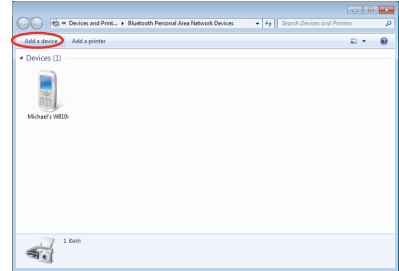 Devices and Print... Bluetooth Personal Area Network Devices
Search Devices and Printers
Add a device Add a printer
Devices (1)
Michael's W810i
1 item